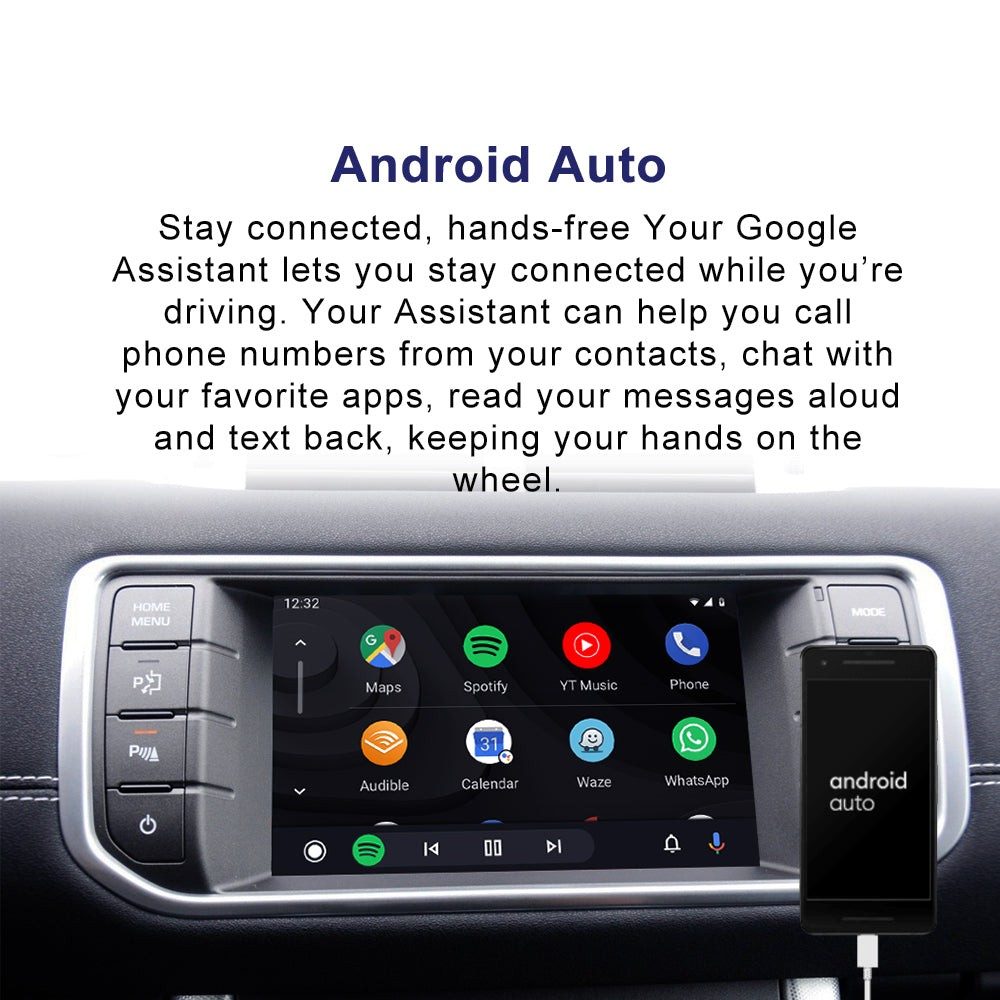 Android Auto
Stay connected, hands-free Your Google
Assistant lets you stay connected while you're
driving. Your Assistant can help you call
phone numbers from your contacts, chat with
your favorite apps, read your messages aloud
and text back, keeping your hands on the
wheel.
HOME
MENU
12:32
MODE
P
Maps
Spotify
YT Music
Phone
P
31
Audible
Calendar
Waze
WhatsApp
android
auto